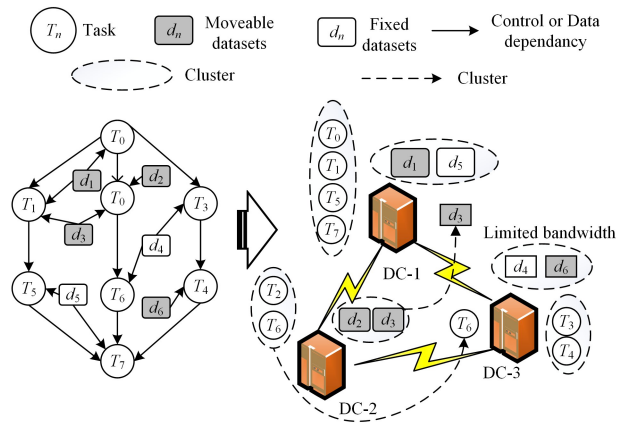 Tn Task
dn Moveable datasets
dn Fixed datasets
Control or Data dependancy
Cluster
Cluster
T0
d1
d2
T1
T0
T3
d3
d4
T5
d5
T6
d6
T4
T7
T0
T1
T5
T7
d1 d5
d3
DC-1
Limited bandwidth
d4 d6
T2
T6
d2 d3
T6
T3
T4
DC-2
DC-3